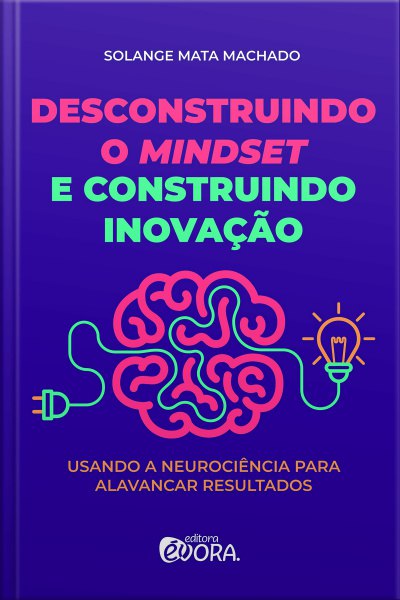 SOLANGE MATA MACHADO
DESCONSTRUINDO
O MINDSET
E CONSTRUINDO
INOVAÇÃO
USANDO A NEUROCIÊNCIA PARA
ALAVANCAR RESULTADOS
editora
évORA.